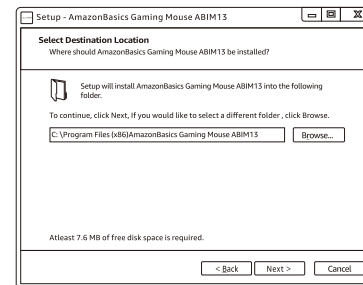 Setup - AmazonBasics Gaming Mouse ABIM13
Select Destination Location
Where should AmazonBasics Gaming Mouse ABIM13 be installed?
Setup will install AmazonBasics Gaming Mouse ABIM13 into the following
folder.
To continue, click Next, If you would like to select a different folder , click Browse.
C: \Program Files (x86)AmazonBasics Gaming Mouse ABIM13 Browse...
Atleast 7.6 MB of free disk space is required.
< Back Next > Cancel